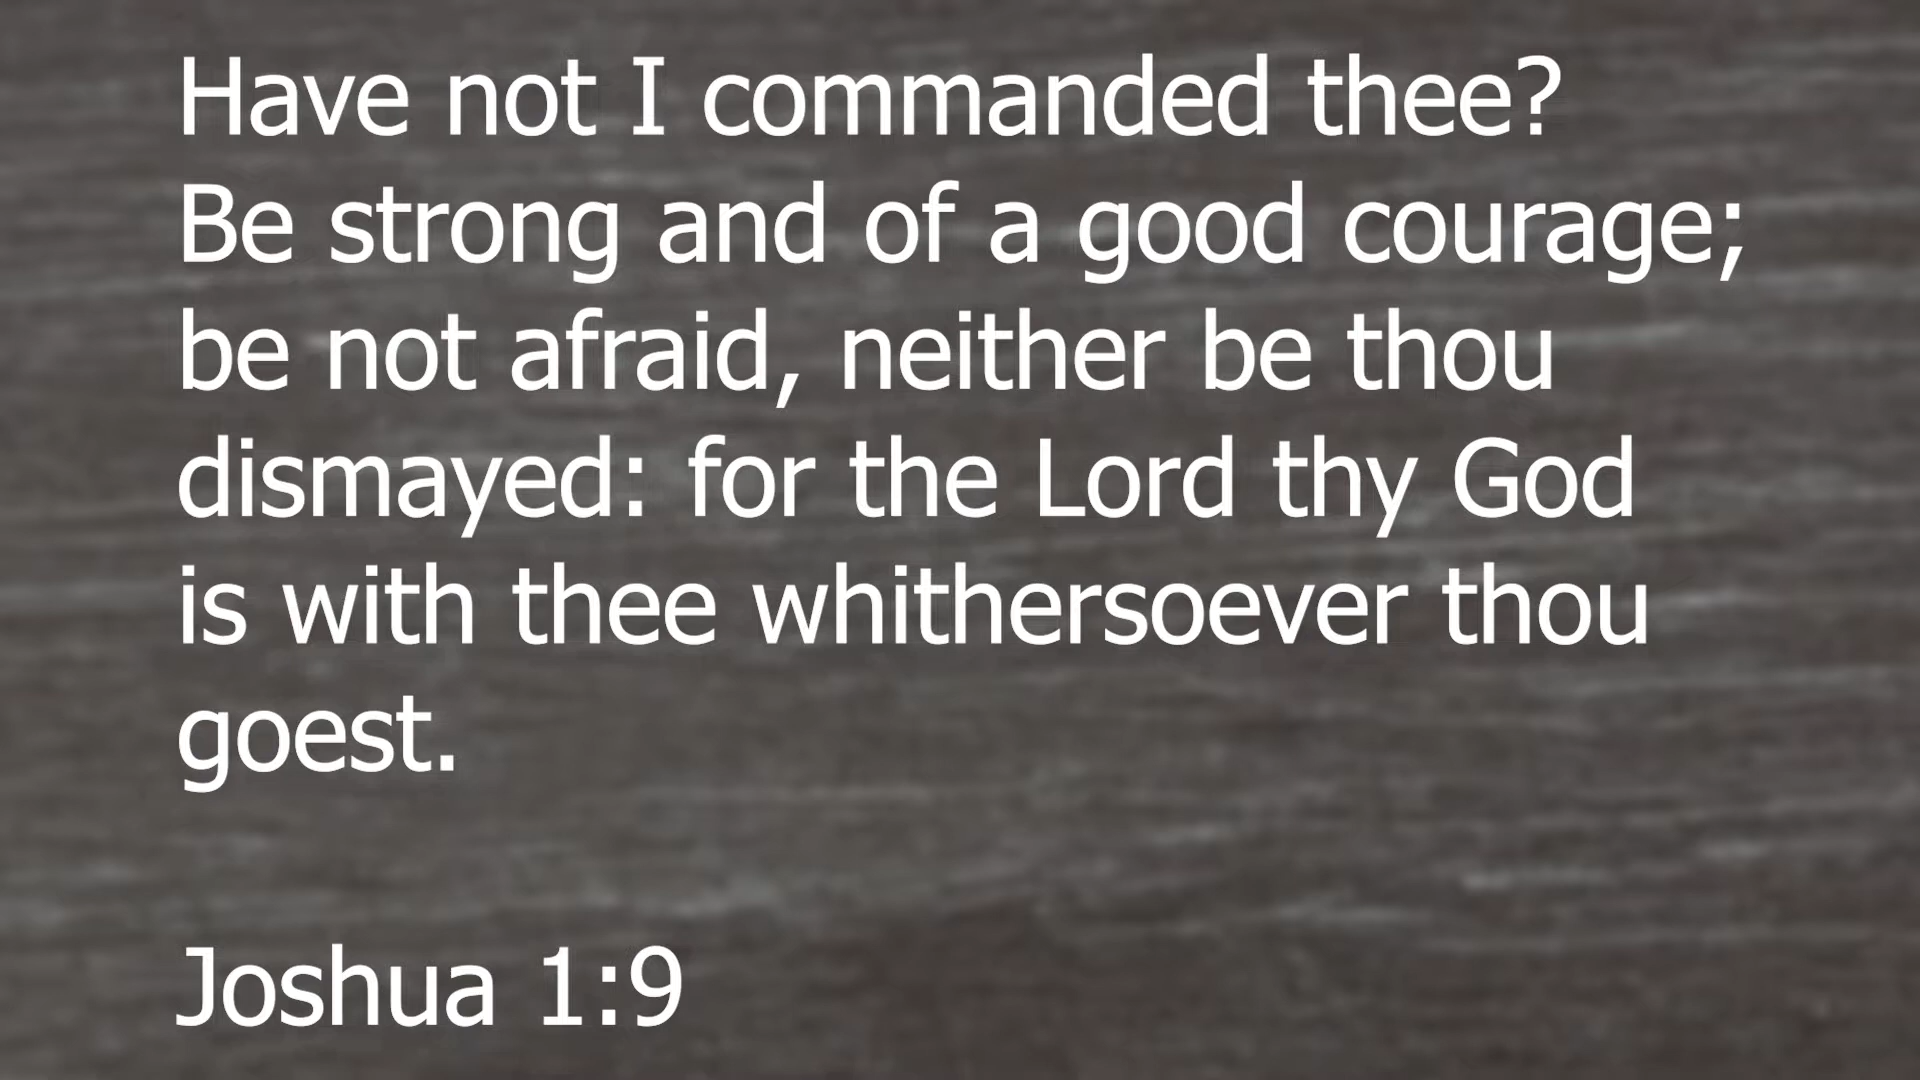 Have not I commanded thee?
Be strong and of a good courage;
be not afraid, neither be thou
dismayed: for the Lord thy God
is with thee whithersoever thou
goest.
Joshua 1:9